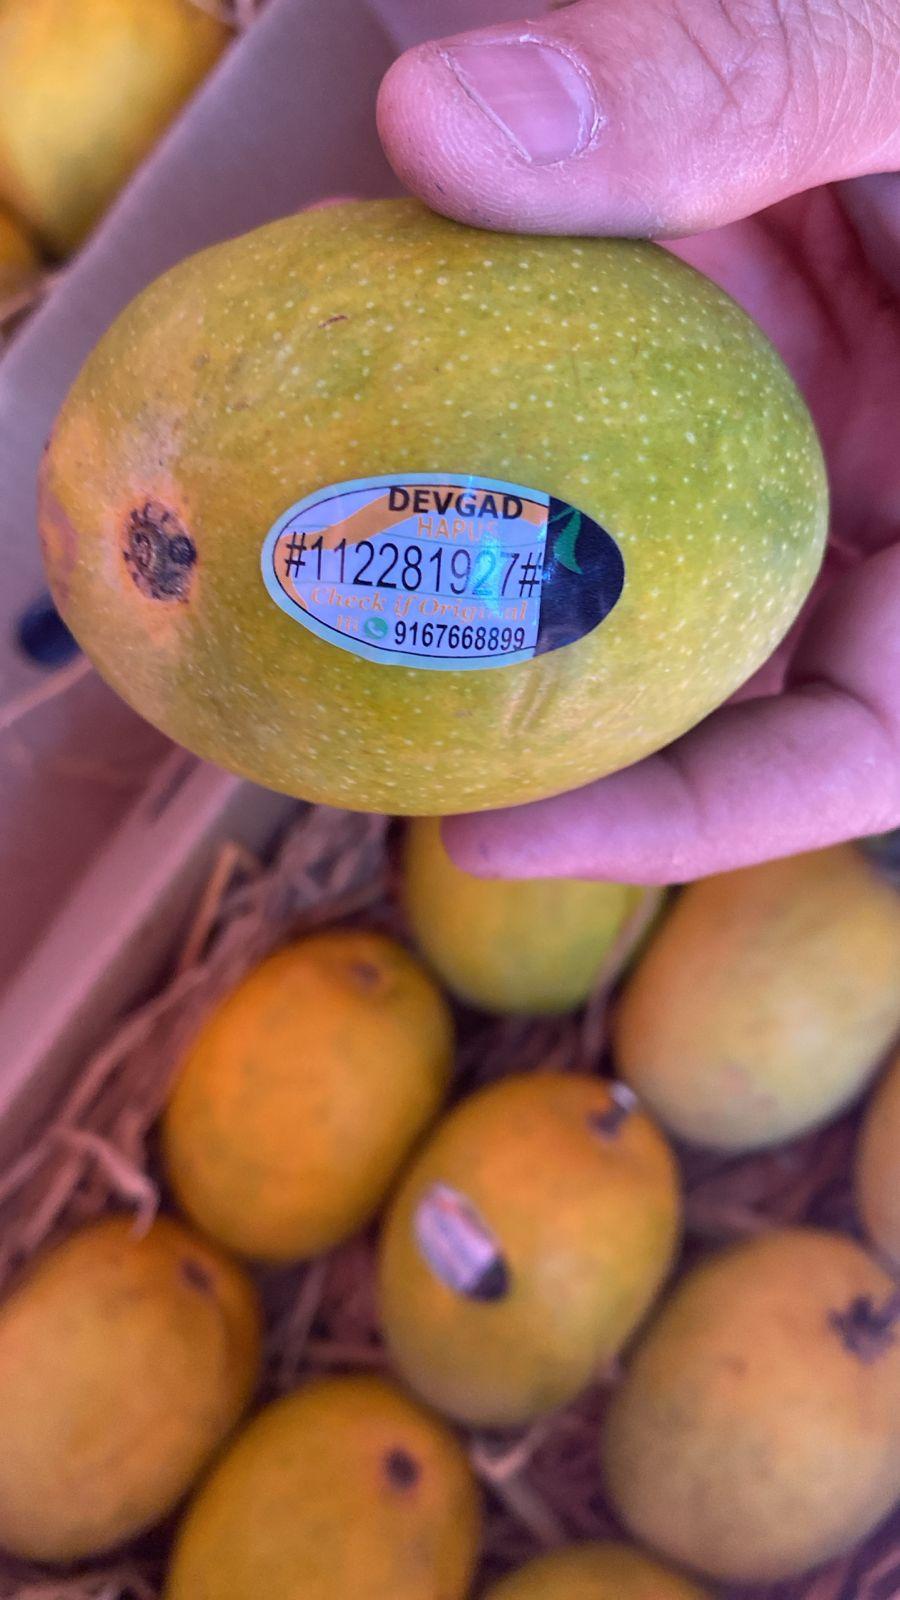 DEVGAD
HAPUS
#112281927#
Check if Original
Hi 9167668899